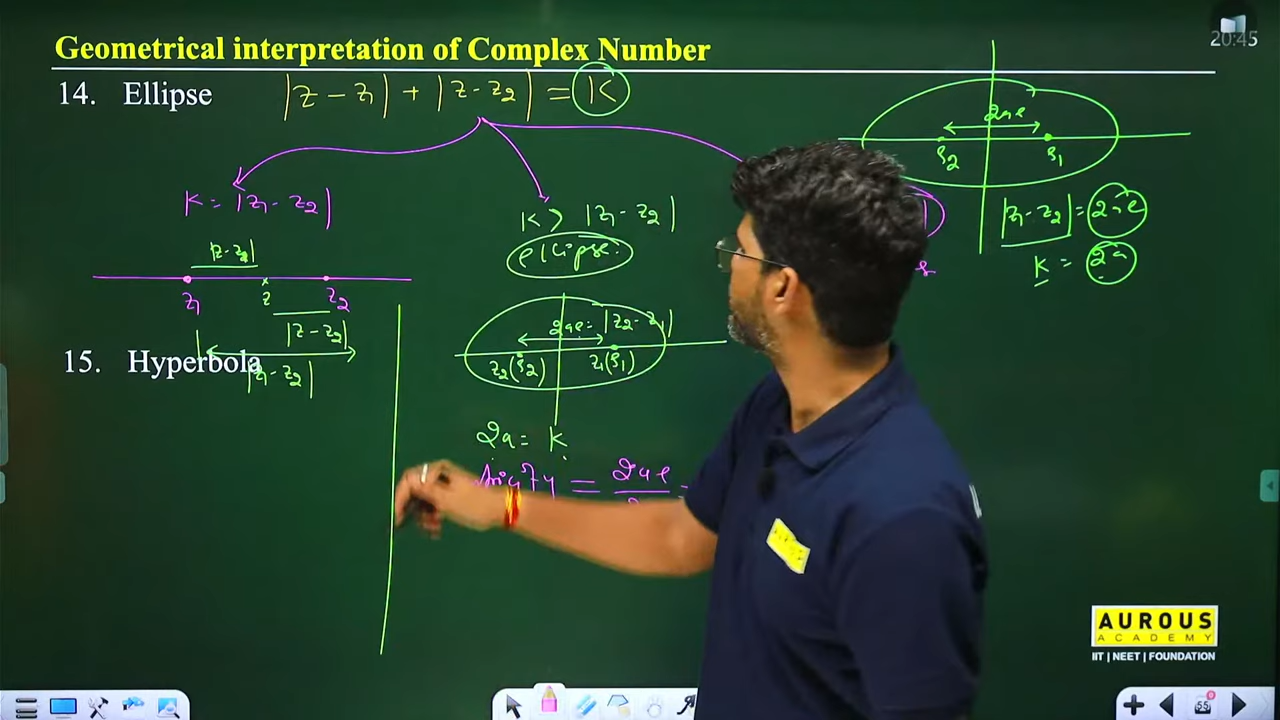 20:45
Geometrical interpretation of Complex Number
14. Ellipse |z - z₁| + |z - z₂| = K
K = |z₁ - z₂|
|z - z₁|
z₁ z z₂
|z - z₂|
|z₁ - z₂|
K > |z₁ - z₂|
ellipse.
2ae = |z₂ - z₁|
z₂(S₂) z₁(S₁)
2a = K
= 2ae
2ae
S₂ S₁
|z₁ - z₂| = 2ae
K = 2a
15. Hyperbola
AUROUS
ACADEMY
IIT | NEET | FOUNDATION
55